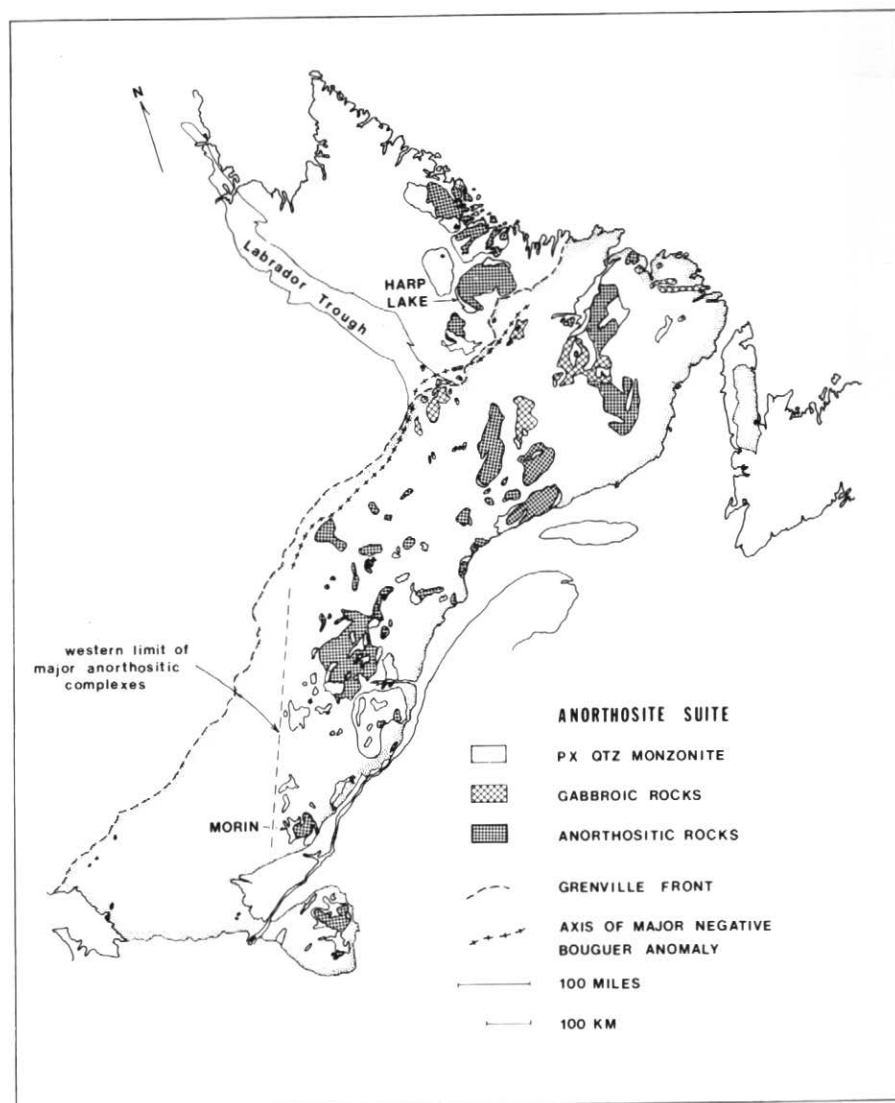 N
Labrador Trough
HARP
LAKE
western limit of
major anorthositic
complexes
MORIN
ANORTHOSITE SUITE
PX QTZ MONZONITE
GABBROIC ROCKS
ANORTHOSITIC ROCKS
GRENVILLE FRONT
AXIS OF MAJOR NEGATIVE
BOUGUER ANOMALY
100 MILES
100 KM